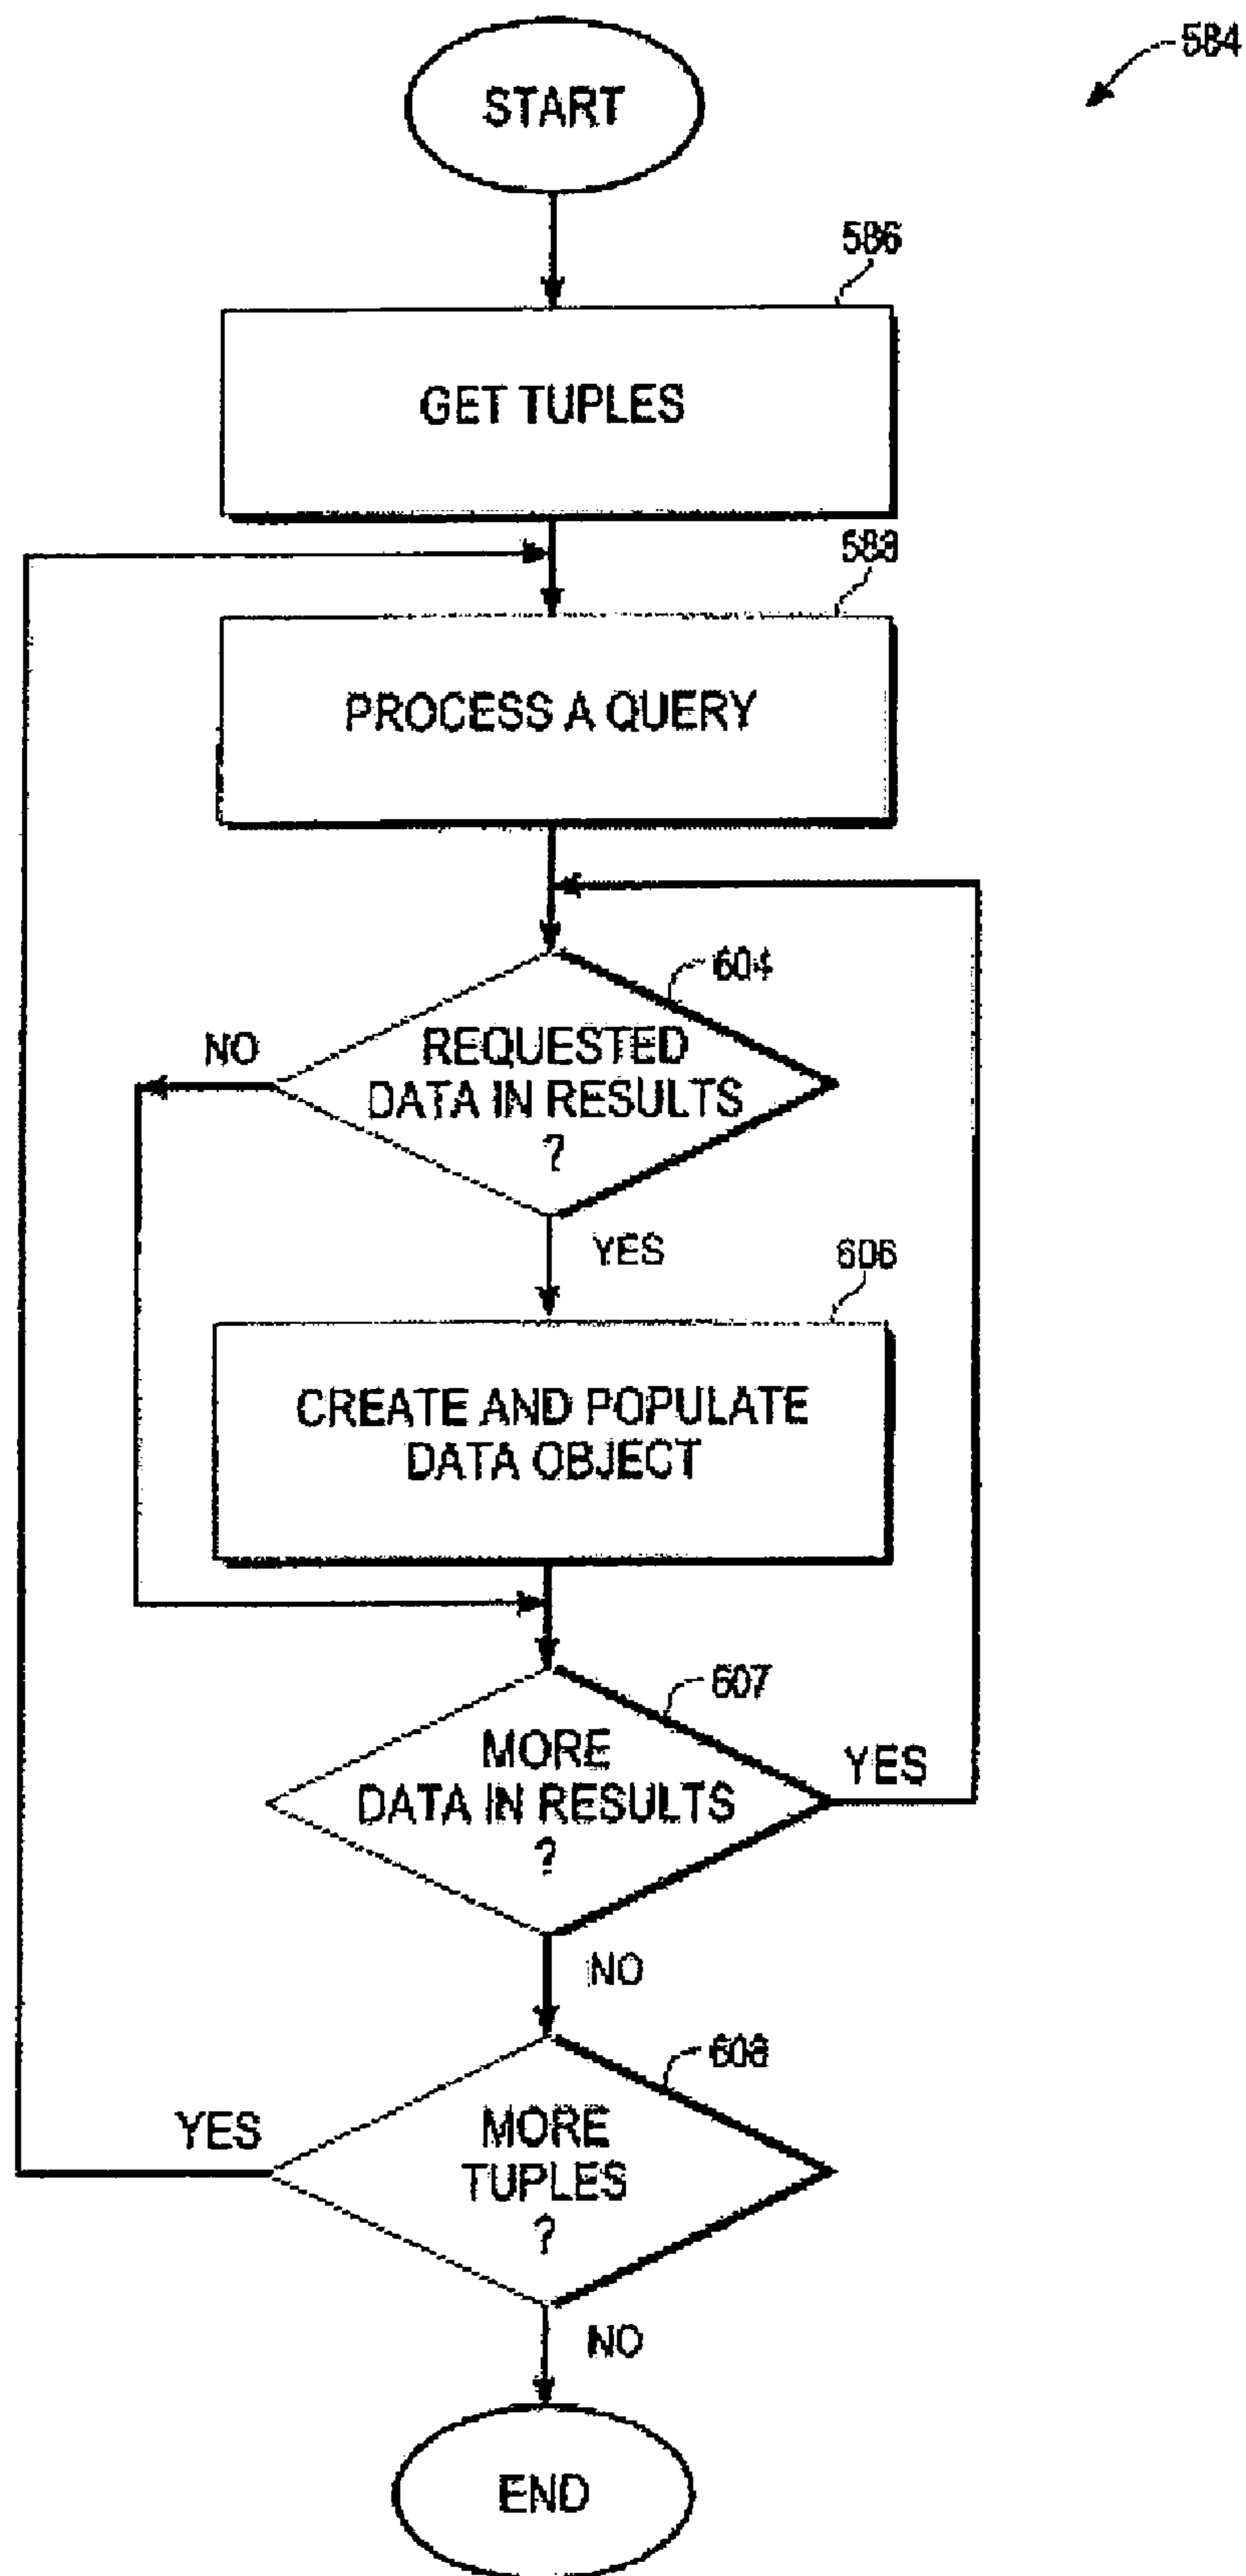 584
START
586
GET TUPLES
588
PROCESS A QUERY
604
NO
REQUESTED
DATA IN RESULTS
?
YES
606
CREATE AND POPULATE
DATA OBJECT
607
MORE
DATA IN RESULTS
?
YES
NO
608
YES
MORE
TUPLES
?
NO
END